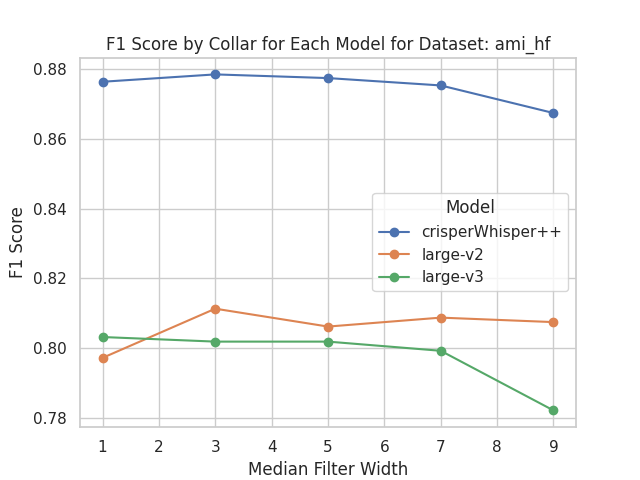 F1 Score by Collar for Each Model for Dataset: ami_hf
0.88
0.86
0.84
0.82
0.80
0.78
F1 Score
Model
crisperWhisper++
large-v2
large-v3
1 2 3 4 5 6 7 8 9
Median Filter Width